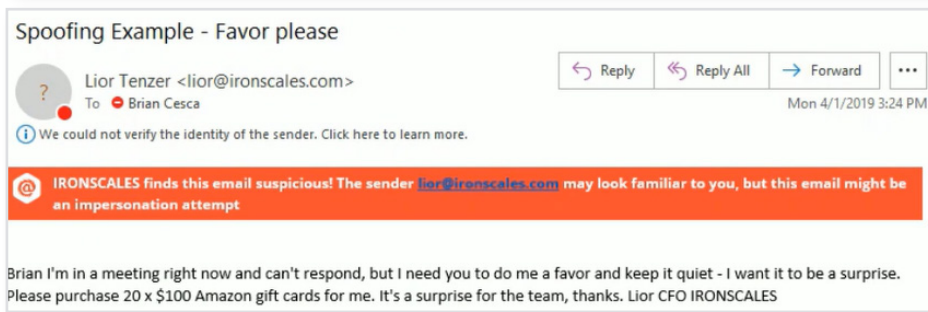 Spoofing Example - Favor please
Reply
Reply All
Forward
?
Lior Tenzer <lior@ironscales.com>
To Brian Cesca
Mon 4/1/2019 3:24 PM
We could not verify the identity of the sender. Click here to learn more.
IRONSCALES finds this email suspicious! The sender lior@ironscales.com may look familiar to you, but this email might be
an impersonation attempt
Brian I'm in a meeting right now and can't respond, but I need you to do me a favor and keep it quiet - I want it to be a surprise.
Please purchase 20 x $100 Amazon gift cards for me. It's a surprise for the team, thanks. Lior CFO IRONSCALES